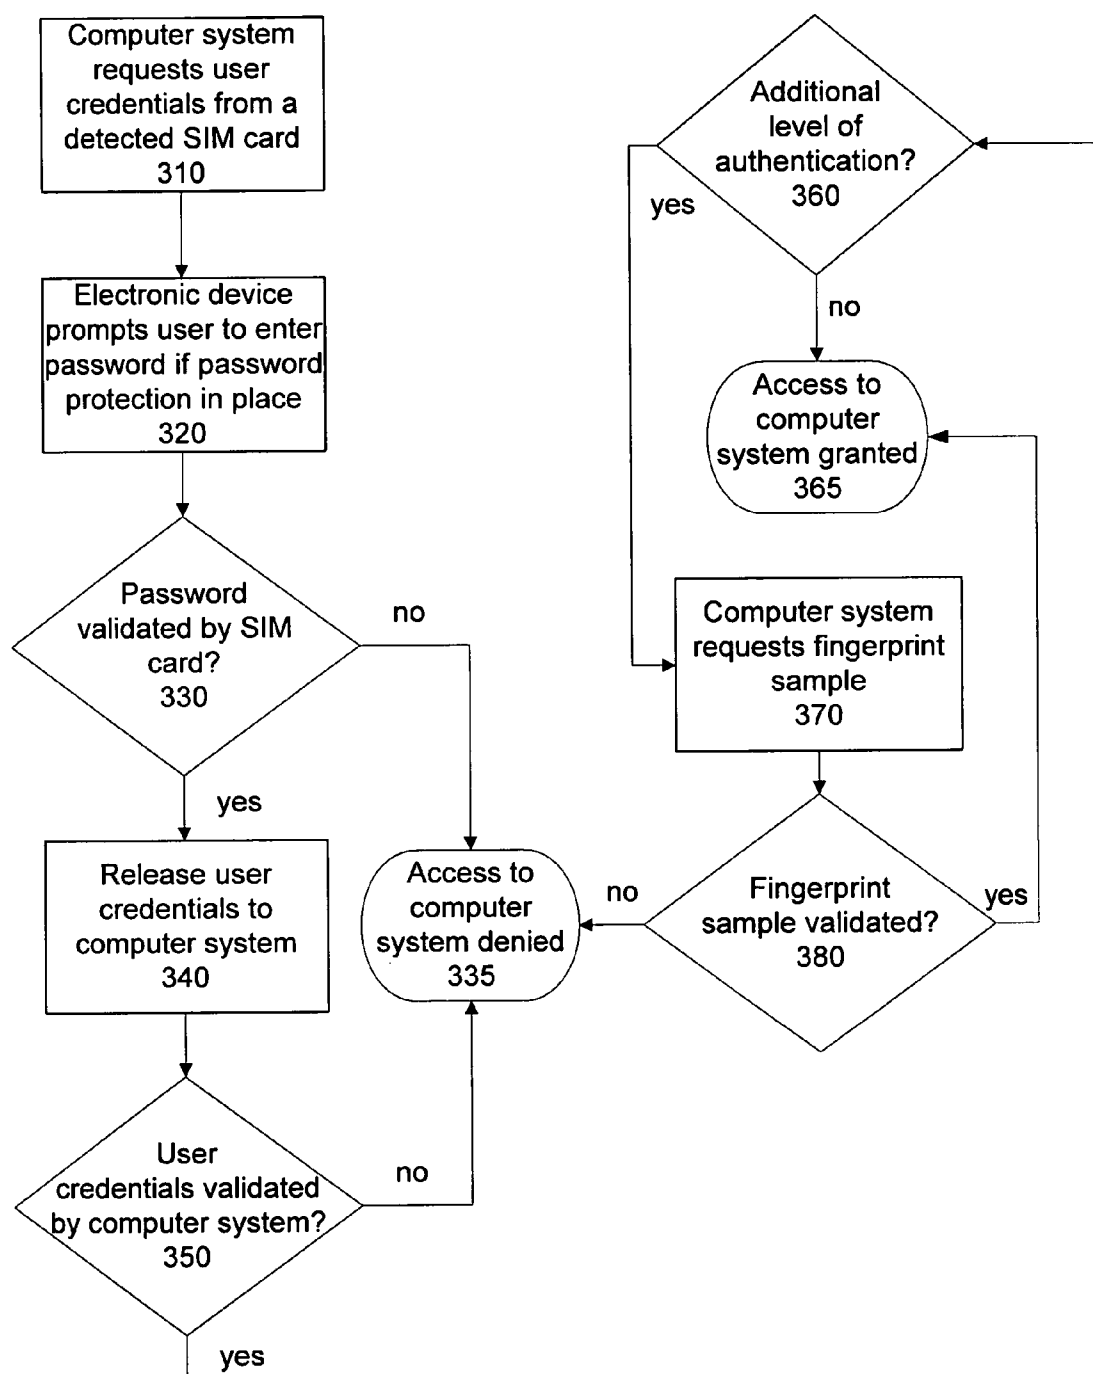 Computer system
requests user
credentials from a
detected SIM card
310
Electronic device
prompts user to enter
password if password
protection in place
320
Password
validated by SIM
card?
330
no
yes
Release user
credentials to
computer system
340
User
credentials validated
by computer system?
350
no
yes
Access to
computer
system denied
335
Additional
level of
authentication?
360
yes
no
Access to
computer
system granted
365
Computer system
requests fingerprint
sample
370
Fingerprint
sample validated?
380
no
yes